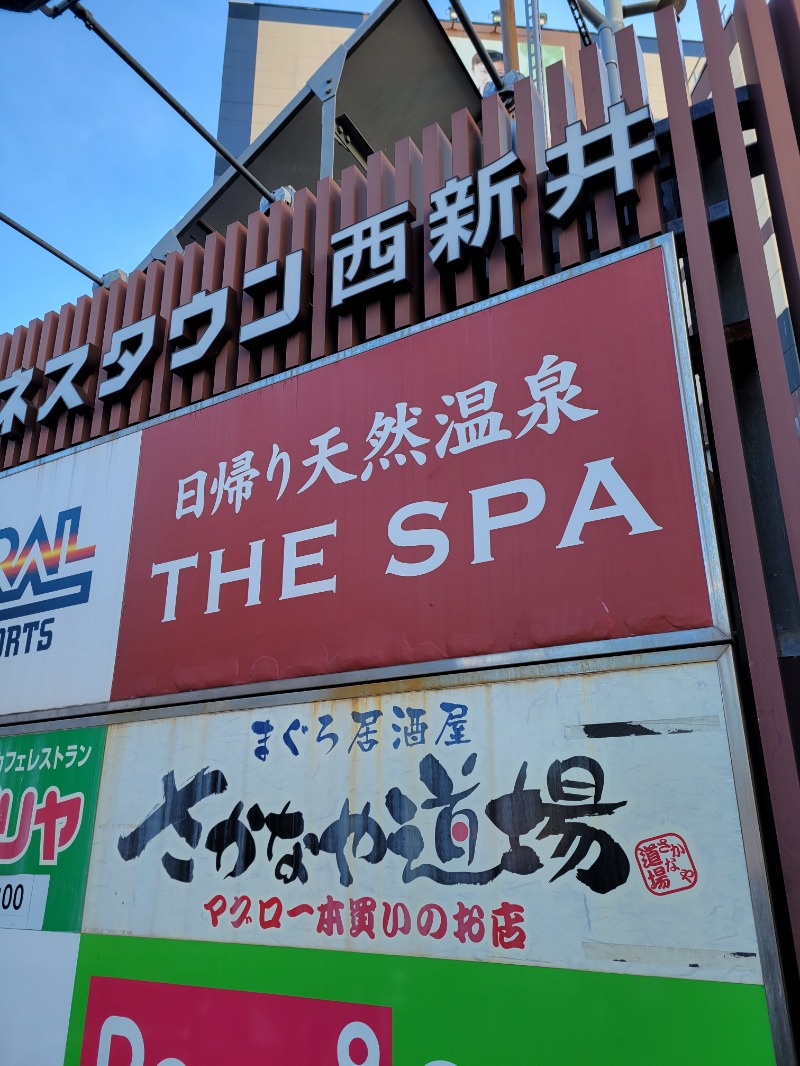 ネスタウン西新井
日帰り天然温泉
THE SPA
RAL
ORTS
カフェレストラン
リヤ
00
まぐろ居酒屋
さかなや道場
さかなや
道場
マグロ一本買いのお店